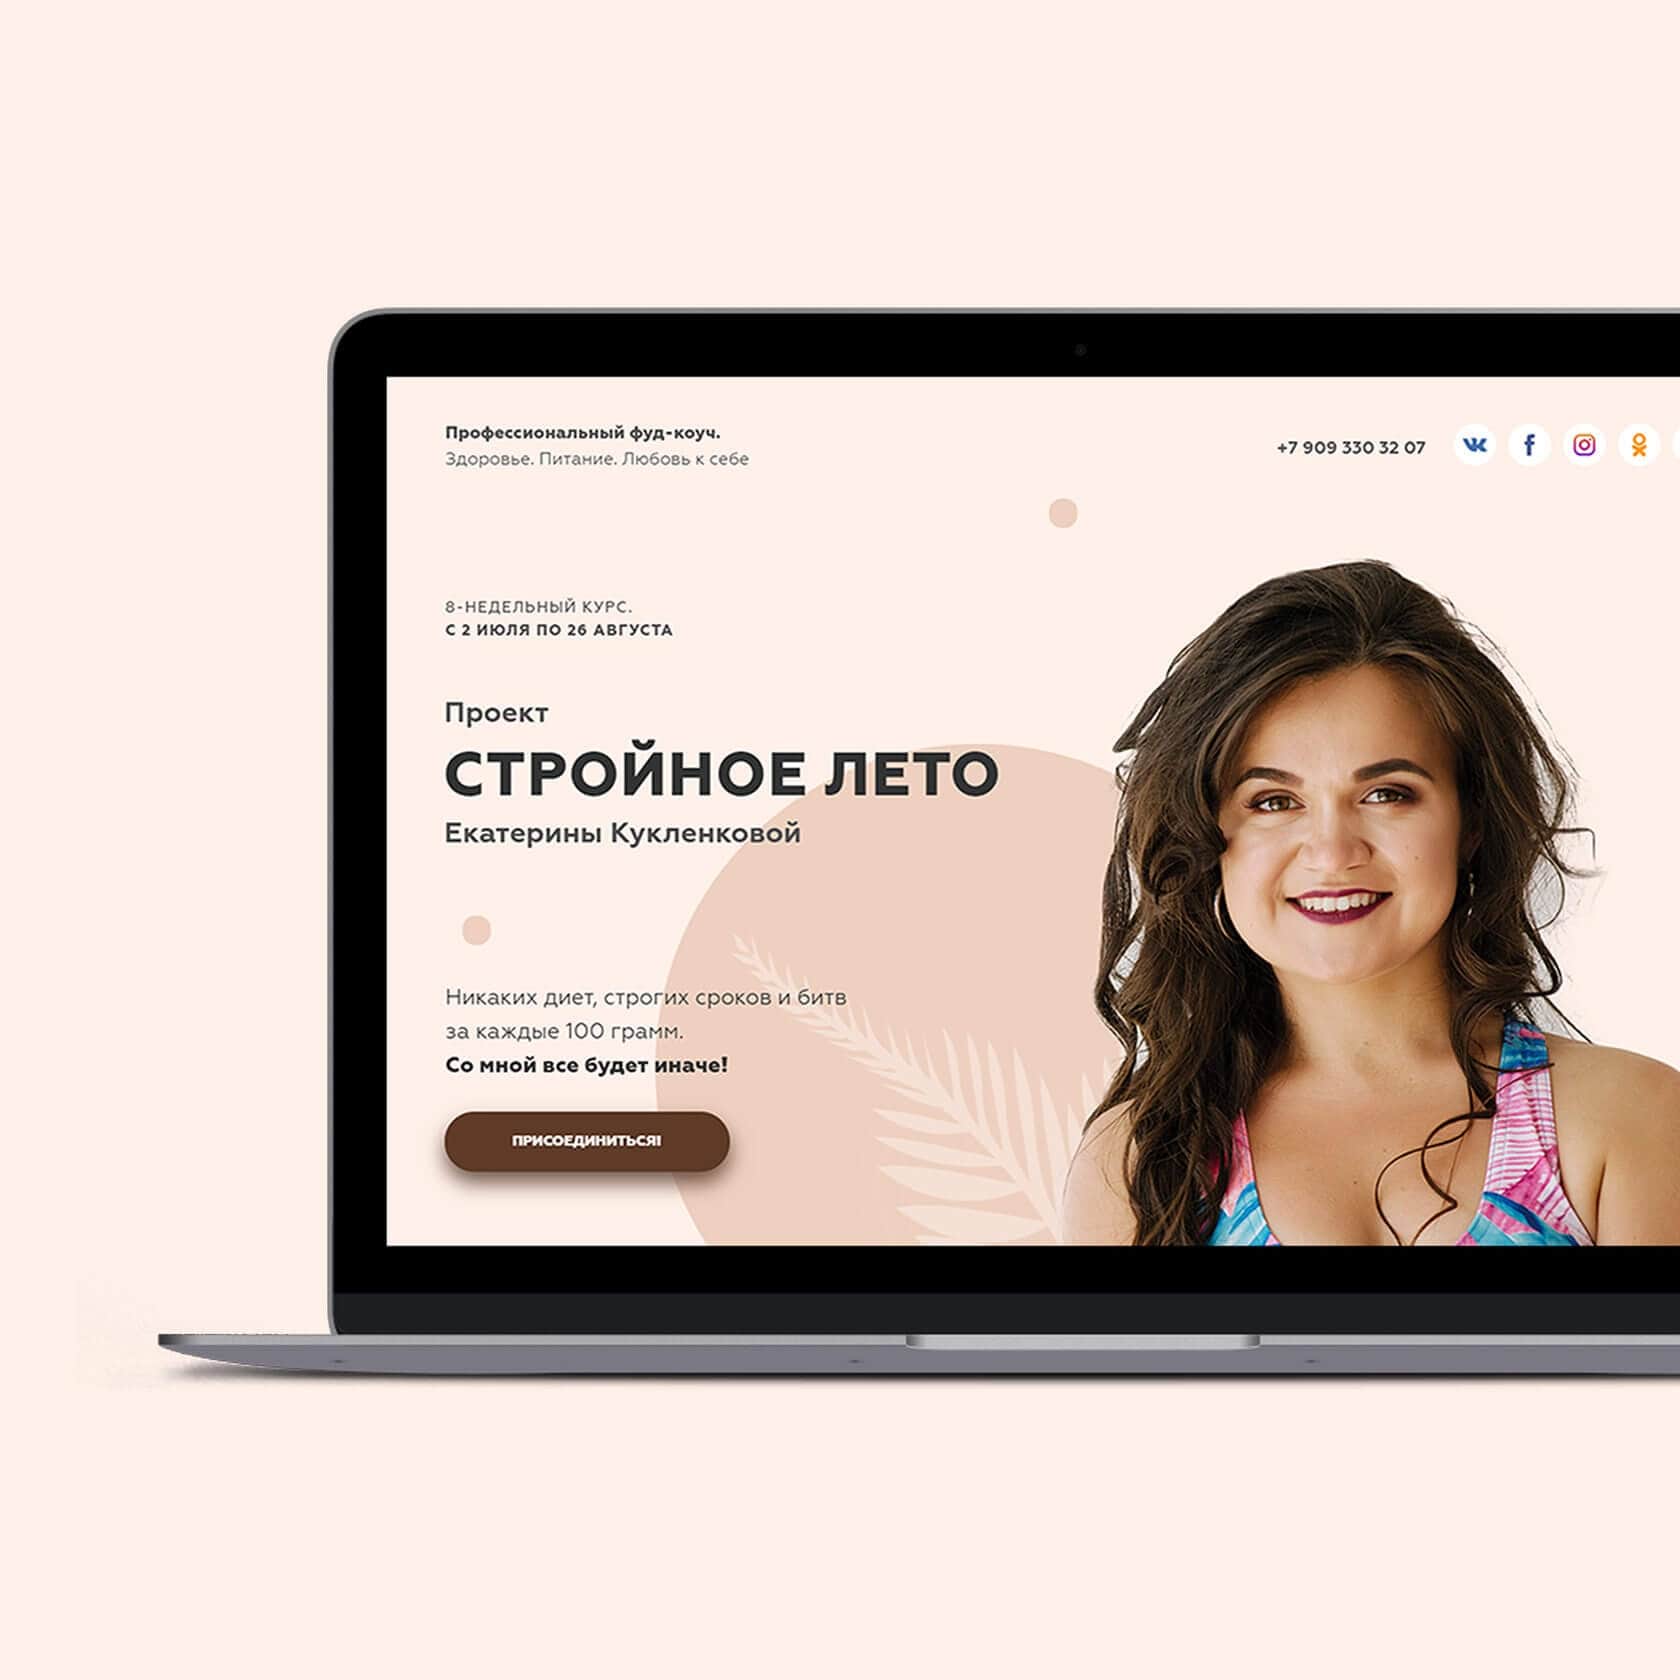 Профессиональный фуд-коуч.
Здоровье. Питание. Любовь к себе
+7 909 330 32 07
8-НЕДЕЛЬНЫЙ КУРС.
С 2 ИЮЛЯ ПО 26 АВГУСТА
Проект
СТРОЙНОЕ ЛЕТО
Екатерины Кукленковой
Никаких диет, строгих сроков и битв
за каждые 100 грамм.
Со мной все будет иначе!
ПРИСОЕДИНИТЬСЯ!